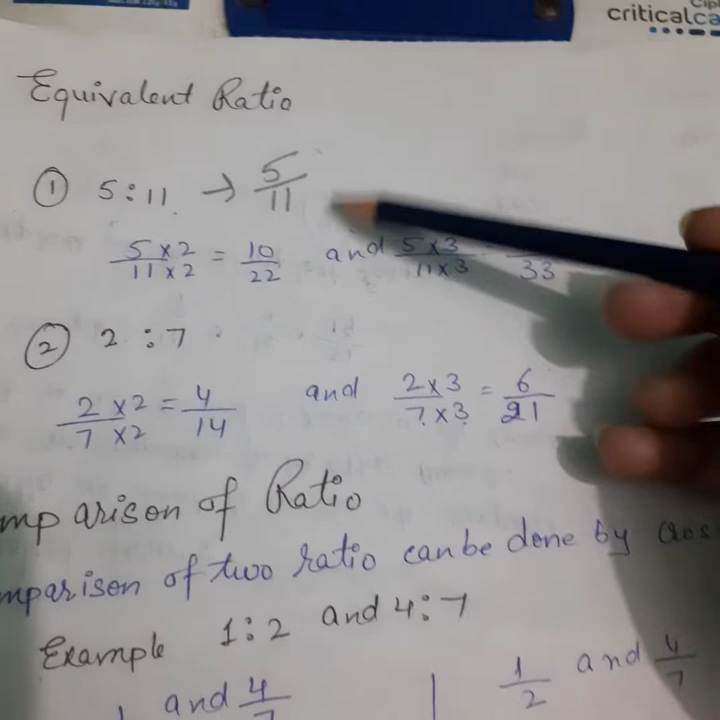 criticalca
Equivalent Ratio
① 5:11 → 5/11
5×2/11×2 = 10/22 and 5×3/11×3 = /33
② 2:7
2×2/7×2 = 4/14 and 2×3/7×3 = 6/21
mparison of Ratio
mparison of two ratio can be done by
Example 1:2 and 4:7
and 4/7 | 1/2 and 4/7